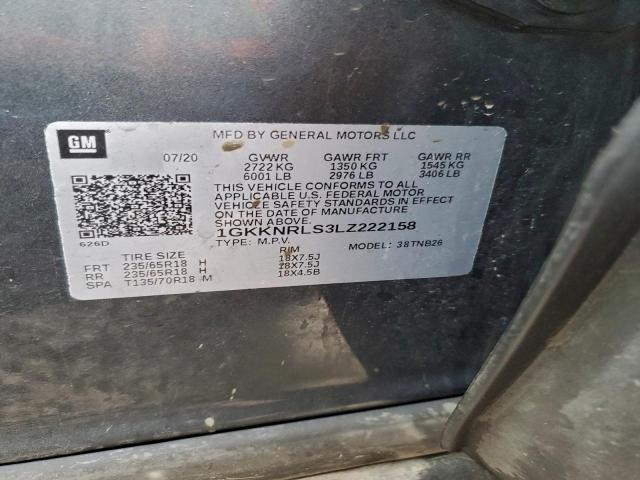 GM
MFD BY GENERAL MOTORS LLC
07/20 GVWR GAWR FRT GAWR RR
2722 KG 1350 KG 1545 KG
6001 LB 2976 LB 3406 LB
THIS VEHICLE CONFORMS TO ALL
APPLICABLE U.S. FEDERAL MOTOR
VEHICLE SAFETY STANDARDS IN EFFECT
ON THE DATE OF MANUFACTURE
SHOWN ABOVE.
1GKKNRLS3LZ222158
626D TYPE: M.P.V. MODEL: 38TNB26
TIRE SIZE RIM
FRT 235/65R18 H 18X7.5J
RR 235/65R18 H 18X7.5J
SPA T135/70R18 M 18X4.5B